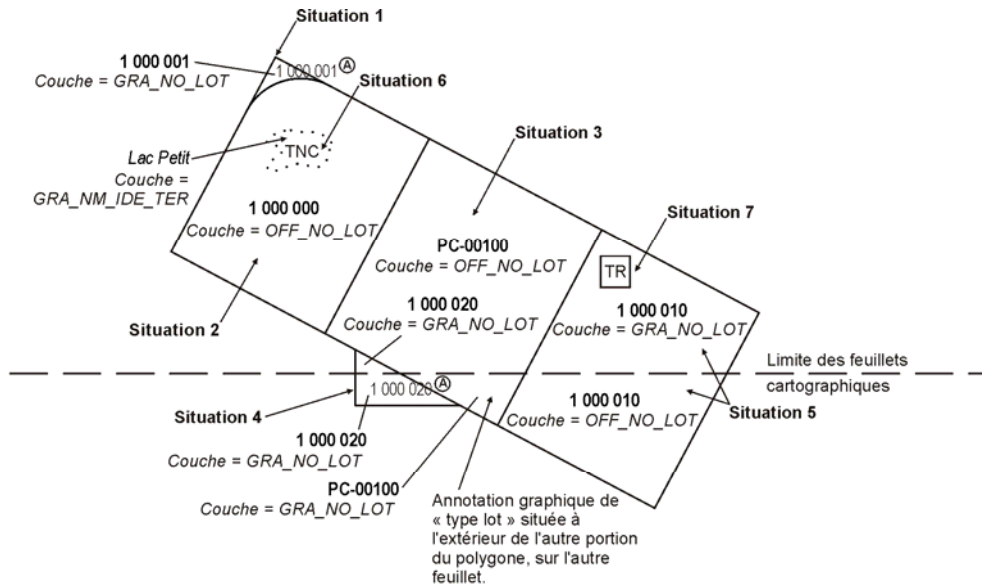 Situation 1
1 000 001
Couche = GRA_NO_LOT
1 000 001 Ⓐ
Situation 6
Lac Petit
Couche =
GRA_NM_IDE_TER
TNC
Situation 3
1 000 000
Couche = OFF_NO_LOT
Situation 7
PC-00100
Couche = OFF_NO_LOT
TR
1 000 010
Couche = GRA_NO_LOT
1 000 020
Couche = GRA_NO_LOT
Situation 2
Limite des feuillets
cartographiques
1 000 020 Ⓐ
Situation 4
1 000 010
Couche = OFF_NO_LOT
Situation 5
1 000 020
Couche = GRA_NO_LOT
PC-00100
Couche = GRA_NO_LOT
Annotation graphique de
« type lot » située à
l'extérieur de l'autre portion
du polygone, sur l'autre
feuillet.